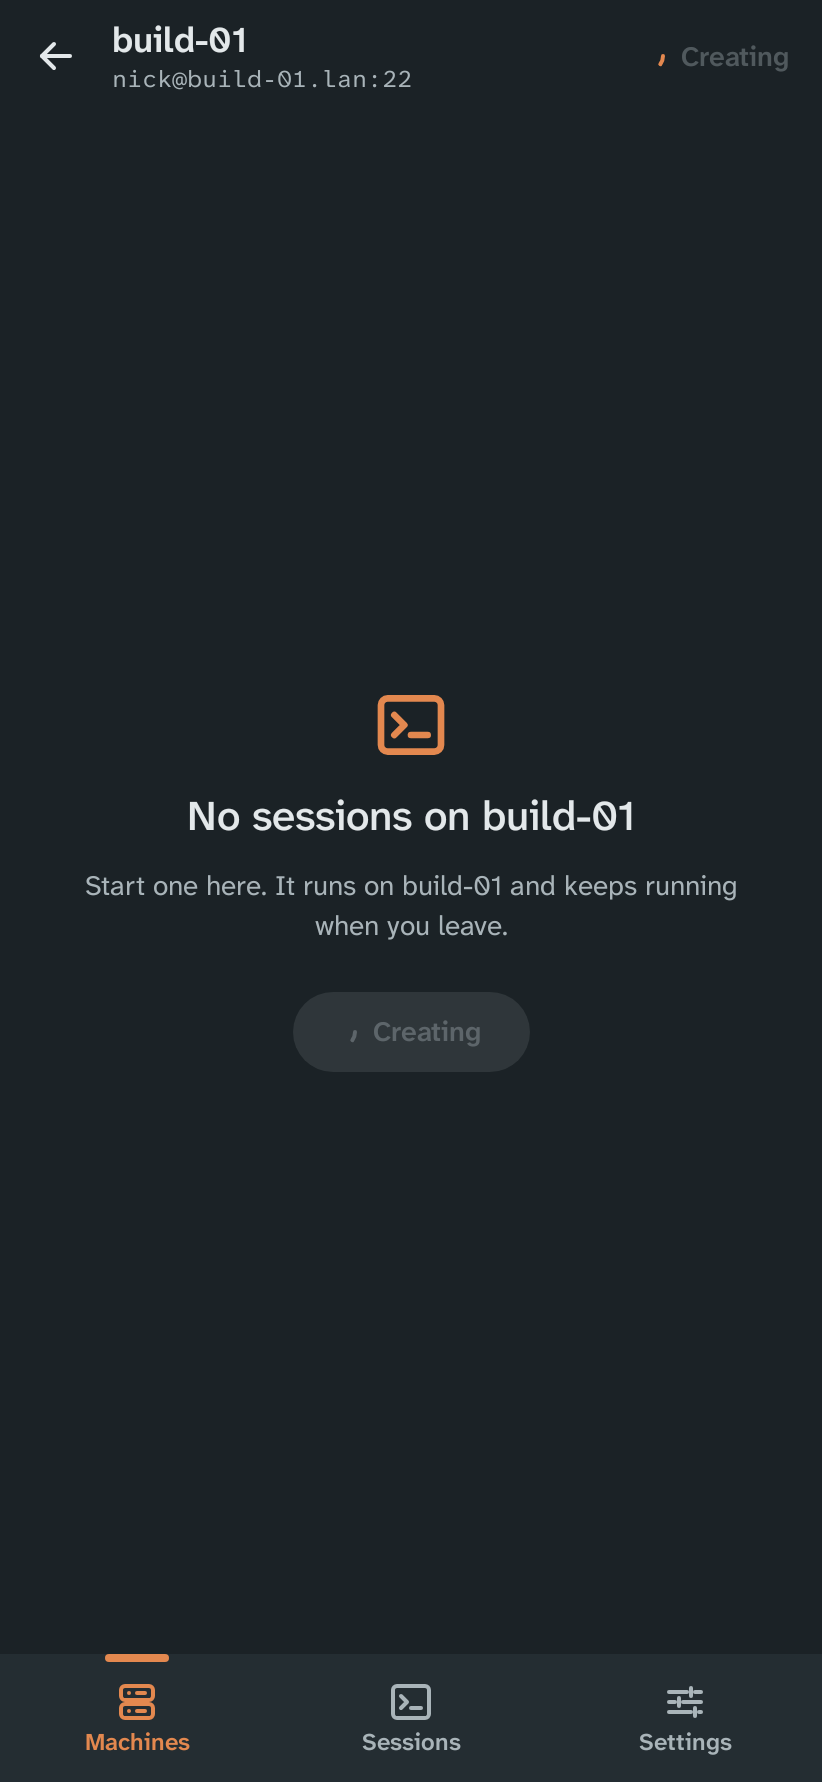 build-01
nick@build-01.lan:22
Creating
No sessions on build-01
Start one here. It runs on build-01 and keeps running
when you leave.
Creating
Machines
Sessions
Settings